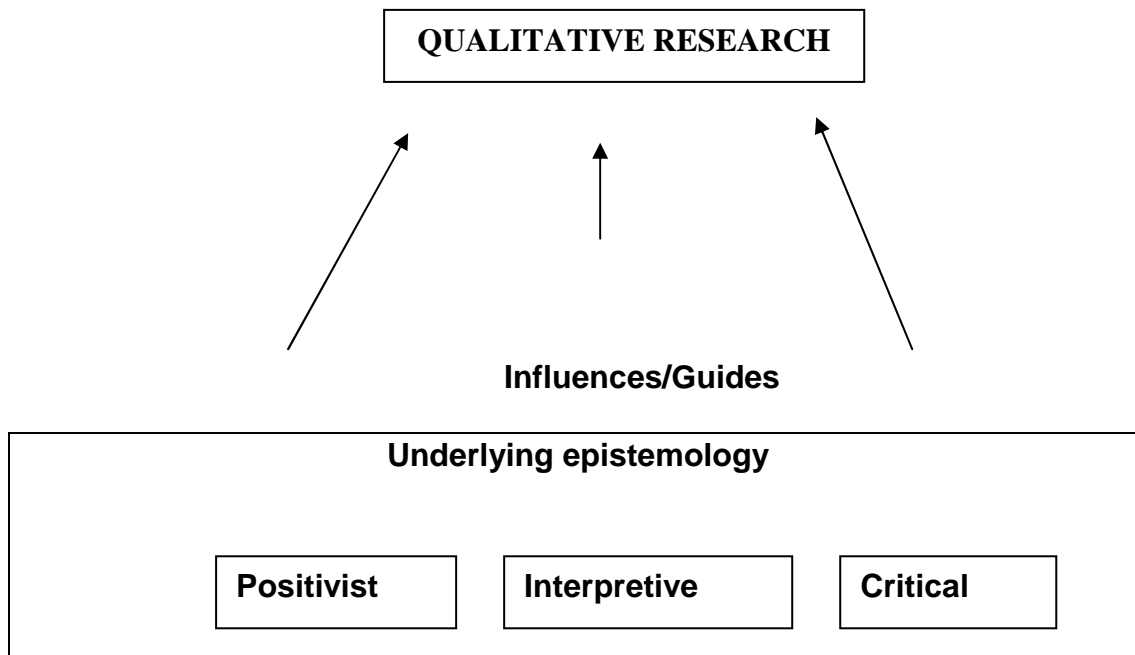 QUALITATIVE RESEARCH
Influences/Guides
Underlying epistemology
Positivist
Interpretive
Critical